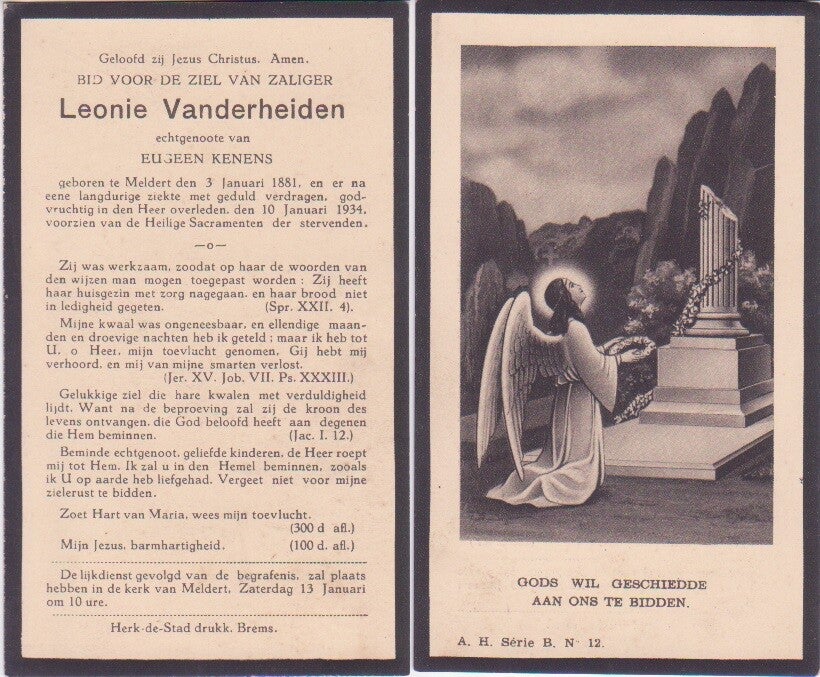 Geloofd zij Jezus Christus. Amen.
BID VOOR DE ZIEL VAN ZALIGER
Leonie Vanderheiden
echtgenoote van
EUGEEN KENENS
geboren te Meldert den 3 Januari 1881, en er na
eene langdurige ziekte met geduld verdragen, god-
vruchtig in den Heer overleden, den 10 Januari 1934,
voorzien van de Heilige Sacramenten der stervenden.
—o—
Zij was werkzaam, zoodat op haar de woorden van
den wijzen man mogen toegepast worden : Zij heeft
haar huisgezin met zorg nagegaan, en haar brood niet
in ledigheid gegeten. (Spr. XXII. 4).
Mijne kwaal was ongeneesbaar, en ellendige maan-
den en droevige nachten heb ik geteld ; maar ik heb tot
U, o Heer, mijn toevlucht genomen, Gij hebt mij
verhoord, en mij van mijne smarten verlost.
(Jer. XV. Job. VII. Ps. XXXIII.)
Gelukkige ziel die hare kwalen met verduldigheid
lijdt. Want na de beproeving zal zij de kroon des
levens ontvangen, die God beloofd heeft aan degenen
die Hem beminnen. (Jac. I. 12.)
Beminde echtgenoot, geliefde kinderen, de Heer roept
mij tot Hem. Ik zal u in den Hemel beminnen, zooals
ik U op aarde heb liefgehad. Vergeet niet voor mijne
zielerust te bidden.
Zoet Hart van Maria, wees mijn toevlucht.
(300 d. afl.)
Mijn Jezus, barmhartigheid. (100 d. afl.)
De lijkdienst gevolgd van de begrafenis, zal plaats
hebben in de kerk van Meldert, Zaterdag 13 Januari
om 10 ure.
Herk-de-Stad drukk. Brems.
GODS WIL GESCHIEDDE
AAN ONS TE BIDDEN.
A. H. Série B. No 12.